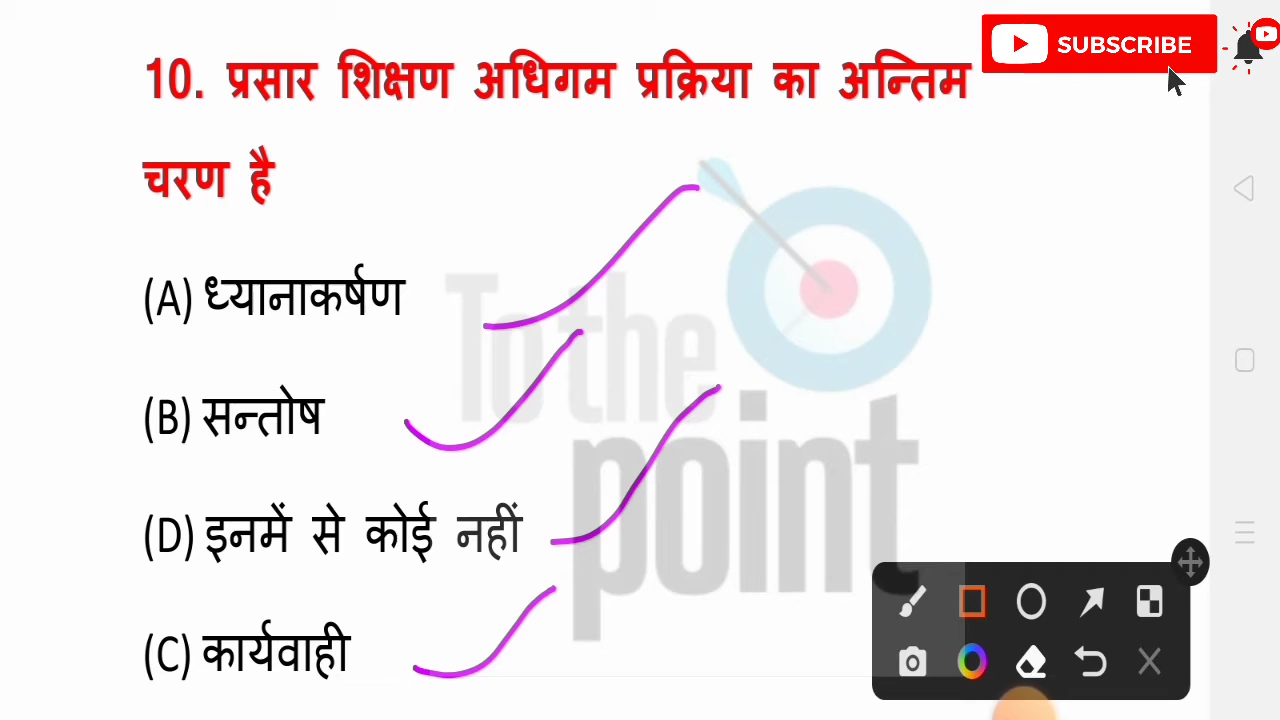 SUBSCRIBE
10. प्रसार शिक्षण अधिगम प्रक्रिया का अन्तिम
चरण है
(A) ध्यानाकर्षण
(B) सन्तोष
(D) इनमें से कोई नहीं
(C) कार्यवाही
To the
point